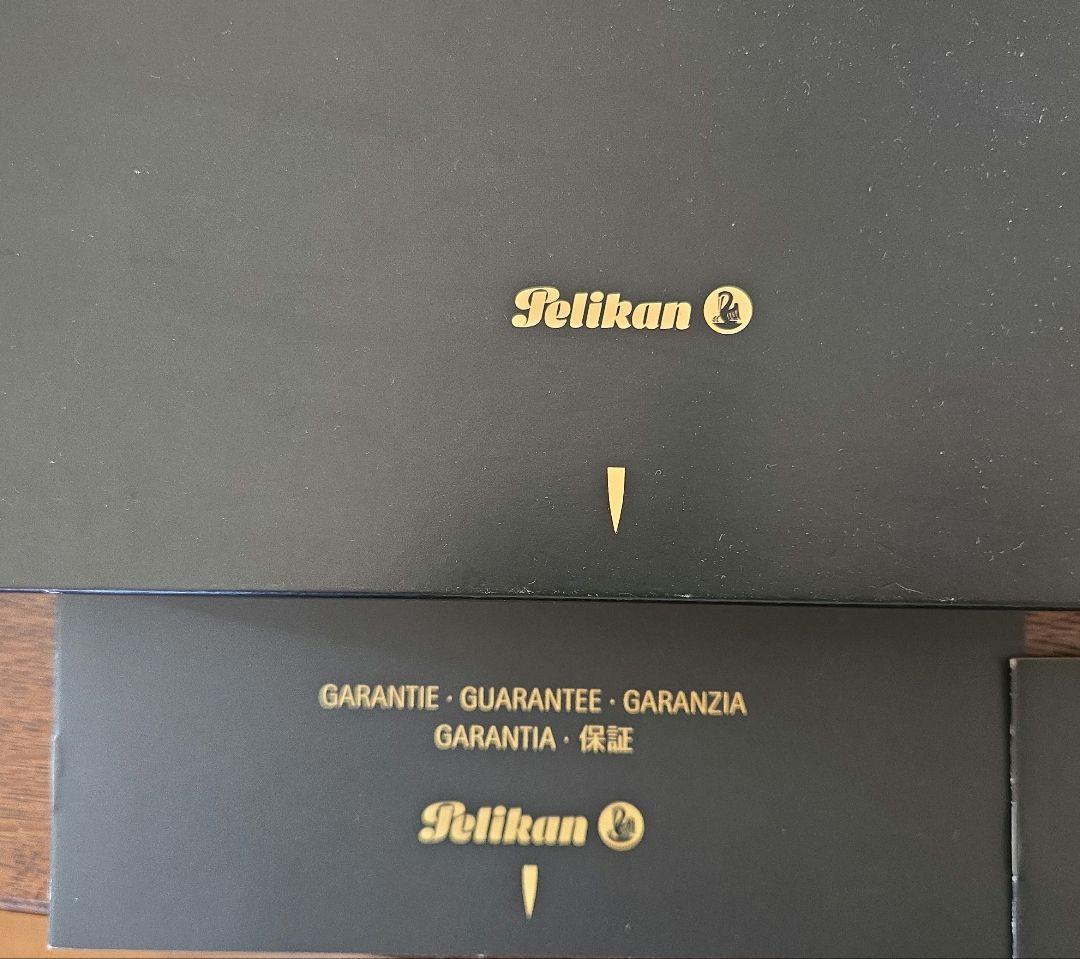 Pelikan
GARANTIE · GUARANTEE · GARANZIA
GARANTIA · 保証
Pelikan